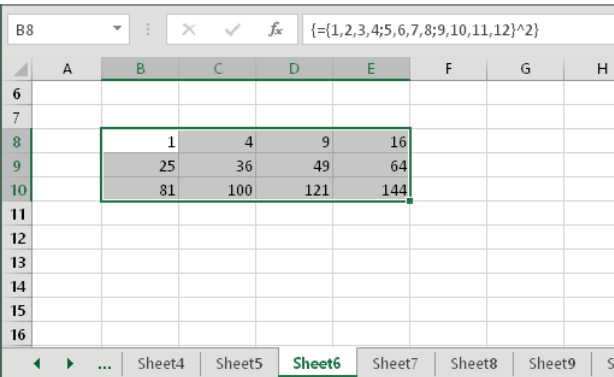 B8 fx {={1,2,3,4;5,6,7,8;9,10,11,12}^2}
A B C D E F G H
6
7
8 1 4 9 16
9 25 36 49 64
10 81 100 121 144
11
12
13
14
15
16
... Sheet4 Sheet5 Sheet6 Sheet7 Sheet8 Sheet9 S